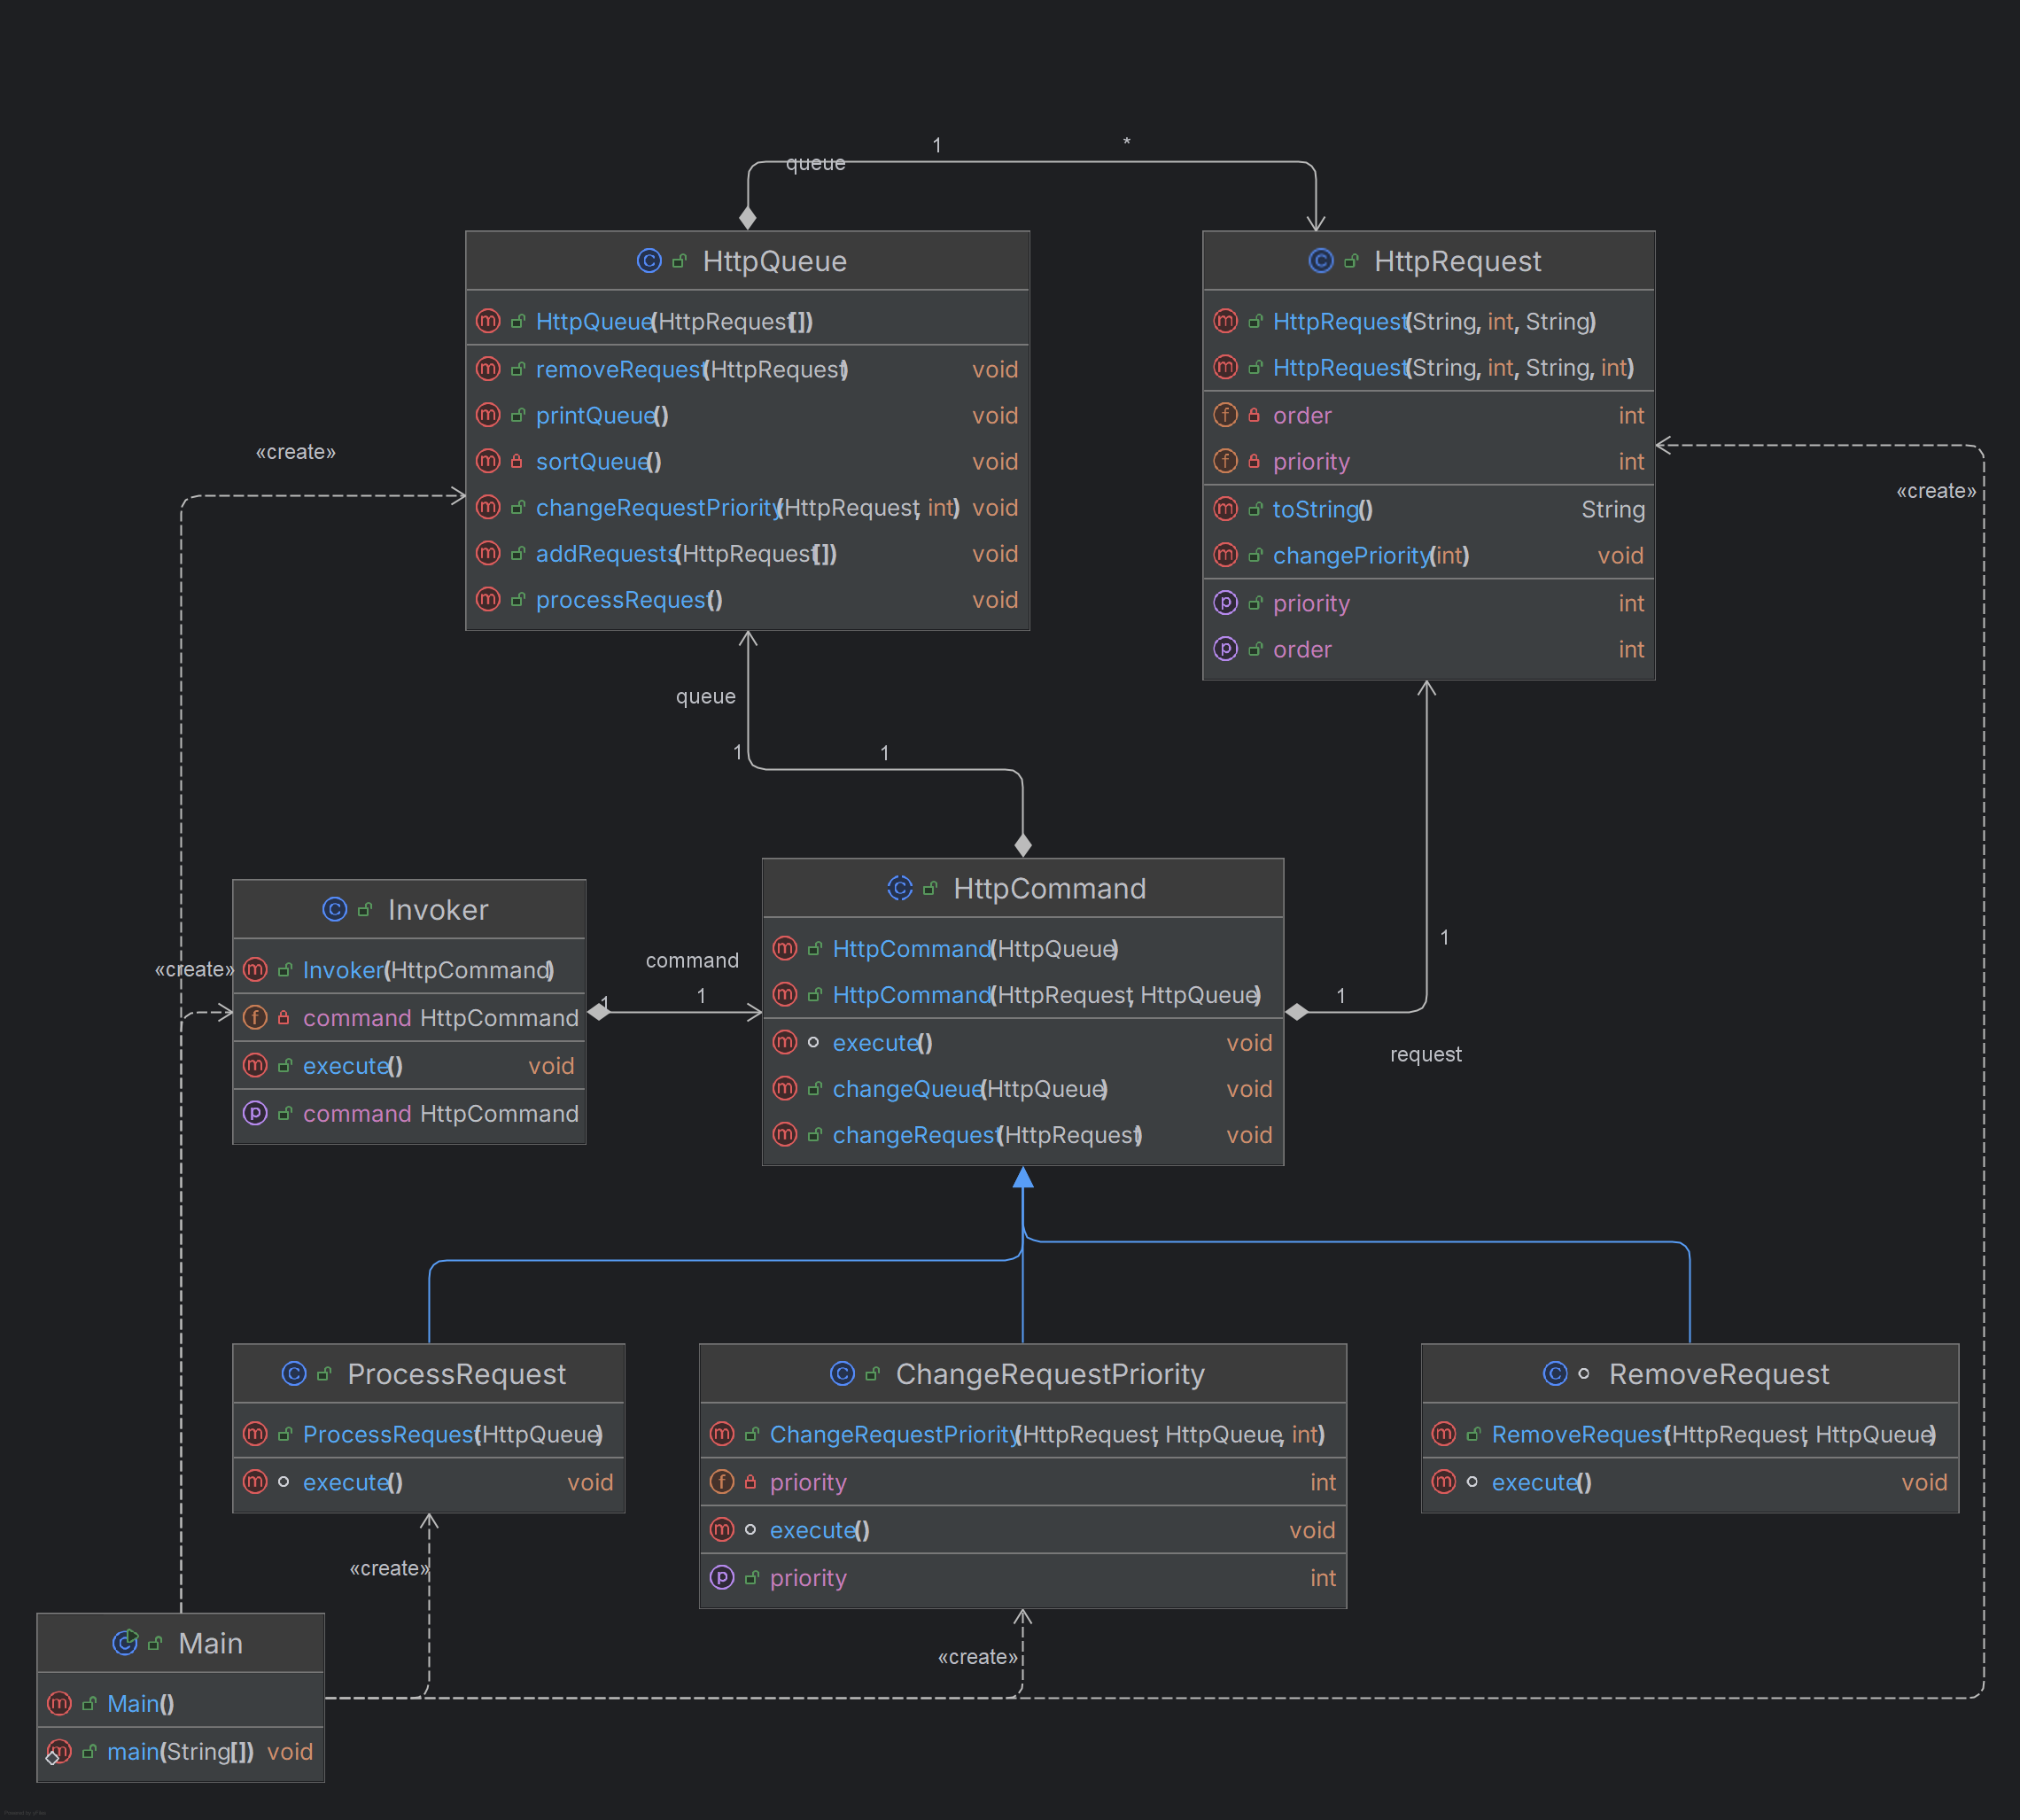 1 *
queue
HttpQueue
HttpQueue(HttpRequest[])
removeRequest(HttpRequest) void
printQueue() void
sortQueue() void
changeRequestPriority(HttpRequest, int) void
addRequests(HttpRequest[]) void
processRequest() void
HttpRequest
HttpRequest(String, int, String)
HttpRequest(String, int, String, int)
order int
priority int
toString() String
changePriority(int) void
priority int
order int
«create»
«create»
queue
1 1
Invoker
Invoker(HttpCommand)
command HttpCommand
execute() void
command HttpCommand
«create»
command
1 1
HttpCommand
HttpCommand(HttpQueue)
HttpCommand(HttpRequest, HttpQueue)
execute() void
changeQueue(HttpQueue) void
changeRequest(HttpRequest) void
1
1
request
ProcessRequest
ProcessRequest(HttpQueue)
execute() void
ChangeRequestPriority
ChangeRequestPriority(HttpRequest, HttpQueue, int)
priority int
execute() void
priority int
RemoveRequest
RemoveRequest(HttpRequest, HttpQueue)
execute() void
«create»
«create»
Main
Main()
main(String[]) void
Powered by yFiles